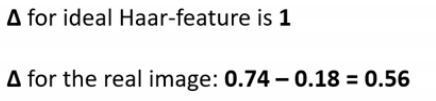 Δ for ideal Haar-feature is 1
Δ for the real image: 0.74 – 0.18 = 0.56